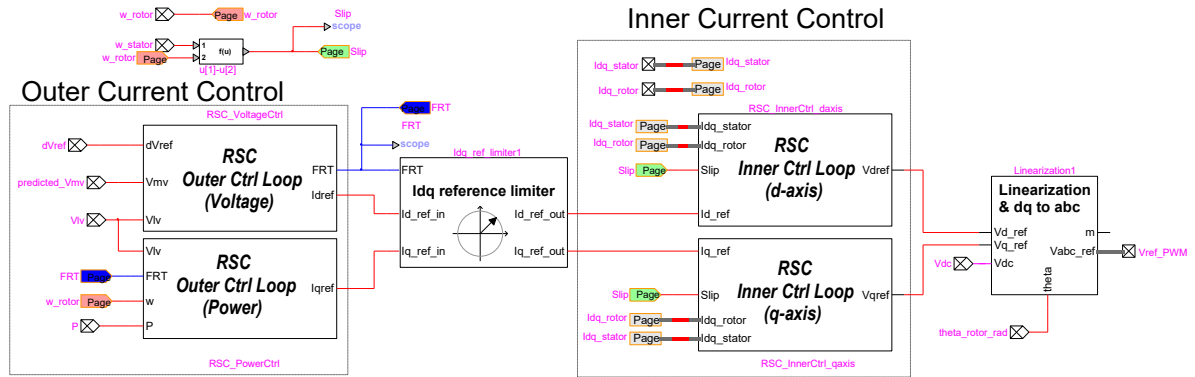 Inner Current Control
w_rotor
Page
w_rotor
Slip
scope
w_stator
w_rotor
Page
1
2
f(u)
u[1]-u[2]
Page
Slip
Outer Current Control
RSC_VoltageCtrl
dVref
predicted_Vmv
Vlv
dVref
Vmv
Vlv
RSC
Outer Ctrl Loop
(Voltage)
FRT
Idref
Page
FRT
FRT
scope
Vlv
FRT
w
P
FRT
Page
w_rotor
Page
P
RSC
Outer Ctrl Loop
(Power)
Iqref
RSC_PowerCtrl
Idq_ref_limiter1
Idq reference limiter
FRT
Id_ref_in
Iq_ref_in
Id_ref_out
Iq_ref_out
Idq_stator
Page
Idq_stator
Idq_rotor
Page
Idq_rotor
RSC_InnerCtrl_daxis
Idq_stator
Page
Idq_stator
Idq_rotor
Page
Idq_rotor
Slip
Page
Slip
Id_ref
RSC
Inner Ctrl Loop
(d-axis)
Vdref
Iq_ref
Slip
Page
Slip
Idq_rotor
Page
Idq_rotor
Idq_stator
Page
Idq_stator
RSC
Inner Ctrl Loop
(q-axis)
Vqref
RSC_InnerCtrl_qaxis
Linearization1
Linearization
& dq to abc
Vd_ref
Vq_ref
Vdc
Vdc
m
Vabc_ref
theta
Vref_PWM
theta_rotor_rad